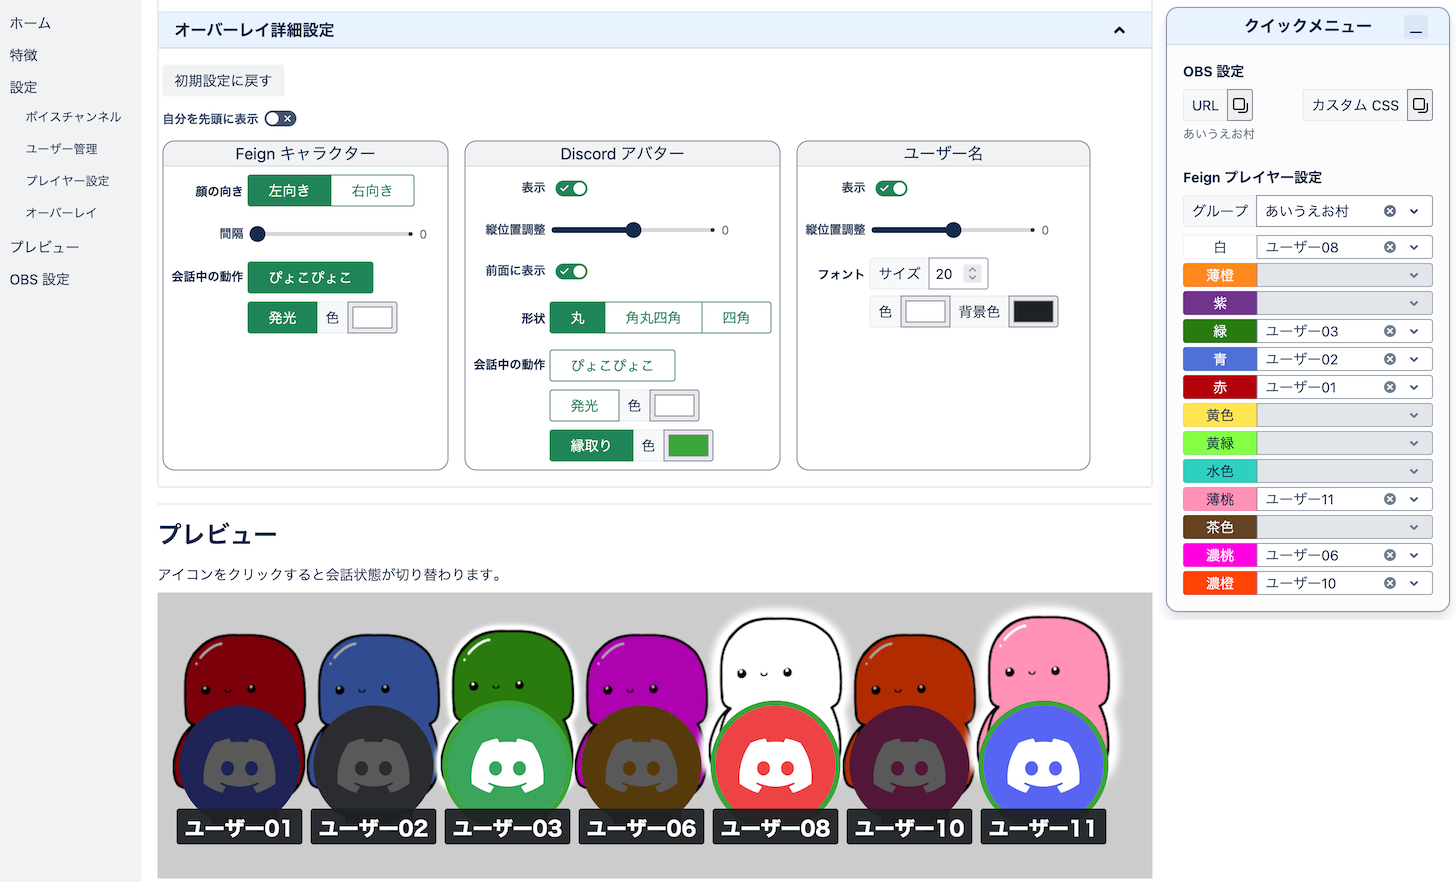 ホーム
特徴
設定
ボイスチャンネル
ユーザー管理
プレイヤー設定
オーバーレイ
プレビュー
OBS 設定
オーバーレイ詳細設定
初期設定に戻す
自分を先頭に表示
Feign キャラクター
顔の向き 左向き 右向き
間隔 0
会話中の動作 ぴょこぴょこ
発光 色
Discord アバター
表示
縦位置調整 0
前面に表示
形状 丸 角丸四角 四角
会話中の動作 ぴょこぴょこ
発光 色
縁取り 色
ユーザー名
表示
縦位置調整 0
フォント サイズ 20
色 背景色
プレビュー
アイコンをクリックすると会話状態が切り替わります。
ユーザー01 ユーザー02 ユーザー03 ユーザー06 ユーザー08 ユーザー10 ユーザー11
クイックメニュー
OBS 設定
URL カスタム CSS
あいうえお村
Feign プレイヤー設定
グループ あいうえお村
白 ユーザー08
薄橙
紫
緑 ユーザー03
青 ユーザー02
赤 ユーザー01
黄色
黄緑
水色
薄桃 ユーザー11
茶色
濃桃 ユーザー06
濃橙 ユーザー10